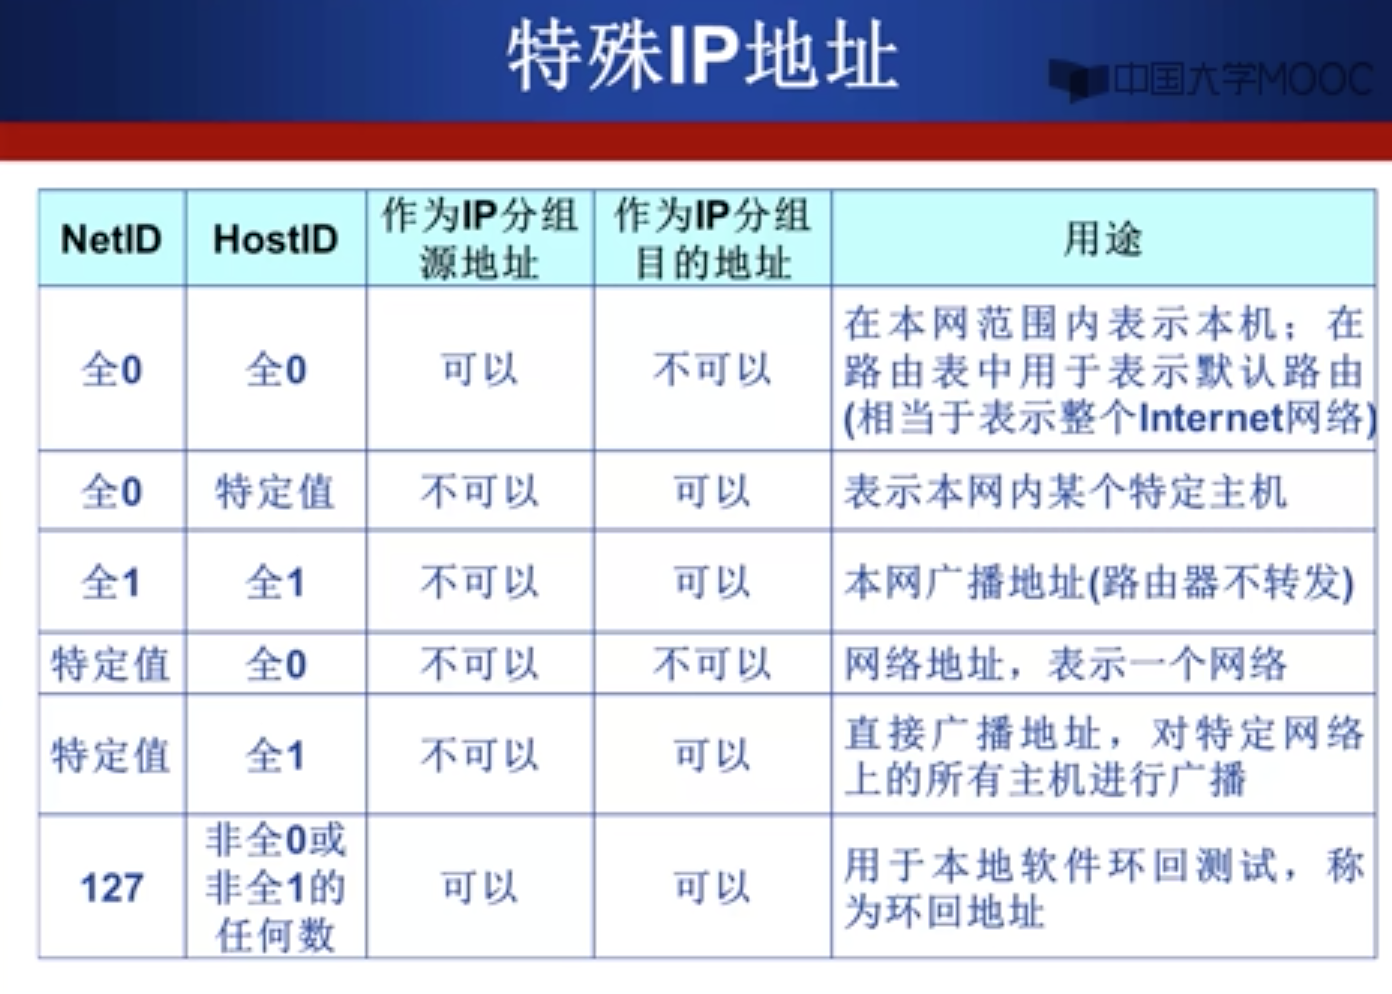 特殊IP地址
中国大学MOOC
NetID
HostID
作为IP分组
源地址
作为IP分组
目的地址
用途
全0
全0
可以
不可以
在本网范围内表示本机；在
路由表中用于表示默认路由
(相当于表示整个Internet网络)
全0
特定值
不可以
可以
表示本网内某个特定主机
全1
全1
不可以
可以
本网广播地址(路由器不转发)
特定值
全0
不可以
不可以
网络地址，表示一个网络
特定值
全1
不可以
可以
直接广播地址，对特定网络
上的所有主机进行广播
127
非全0或
非全1的
任何数
可以
可以
用于本地软件环回测试，称
为环回地址